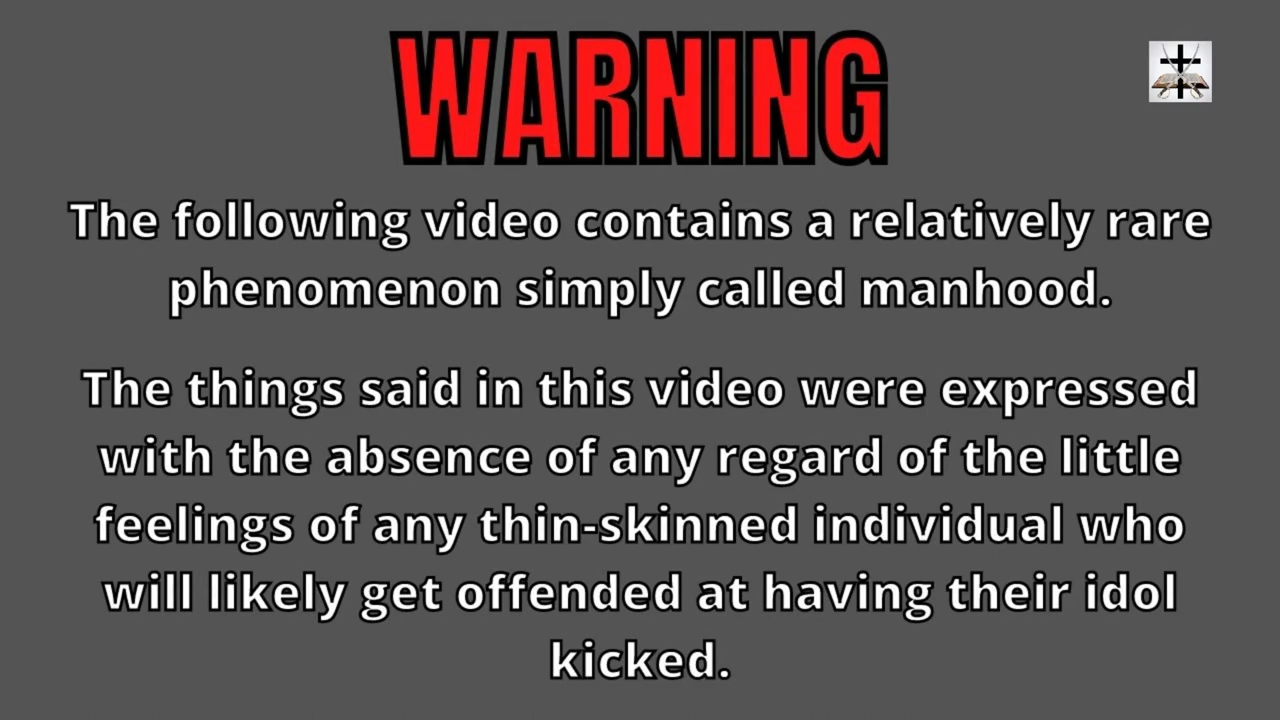 WARNING
The following video contains a relatively rare
phenomenon simply called manhood.
The things said in this video were expressed
with the absence of any regard of the little
feelings of any thin-skinned individual who
will likely get offended at having their idol
kicked.